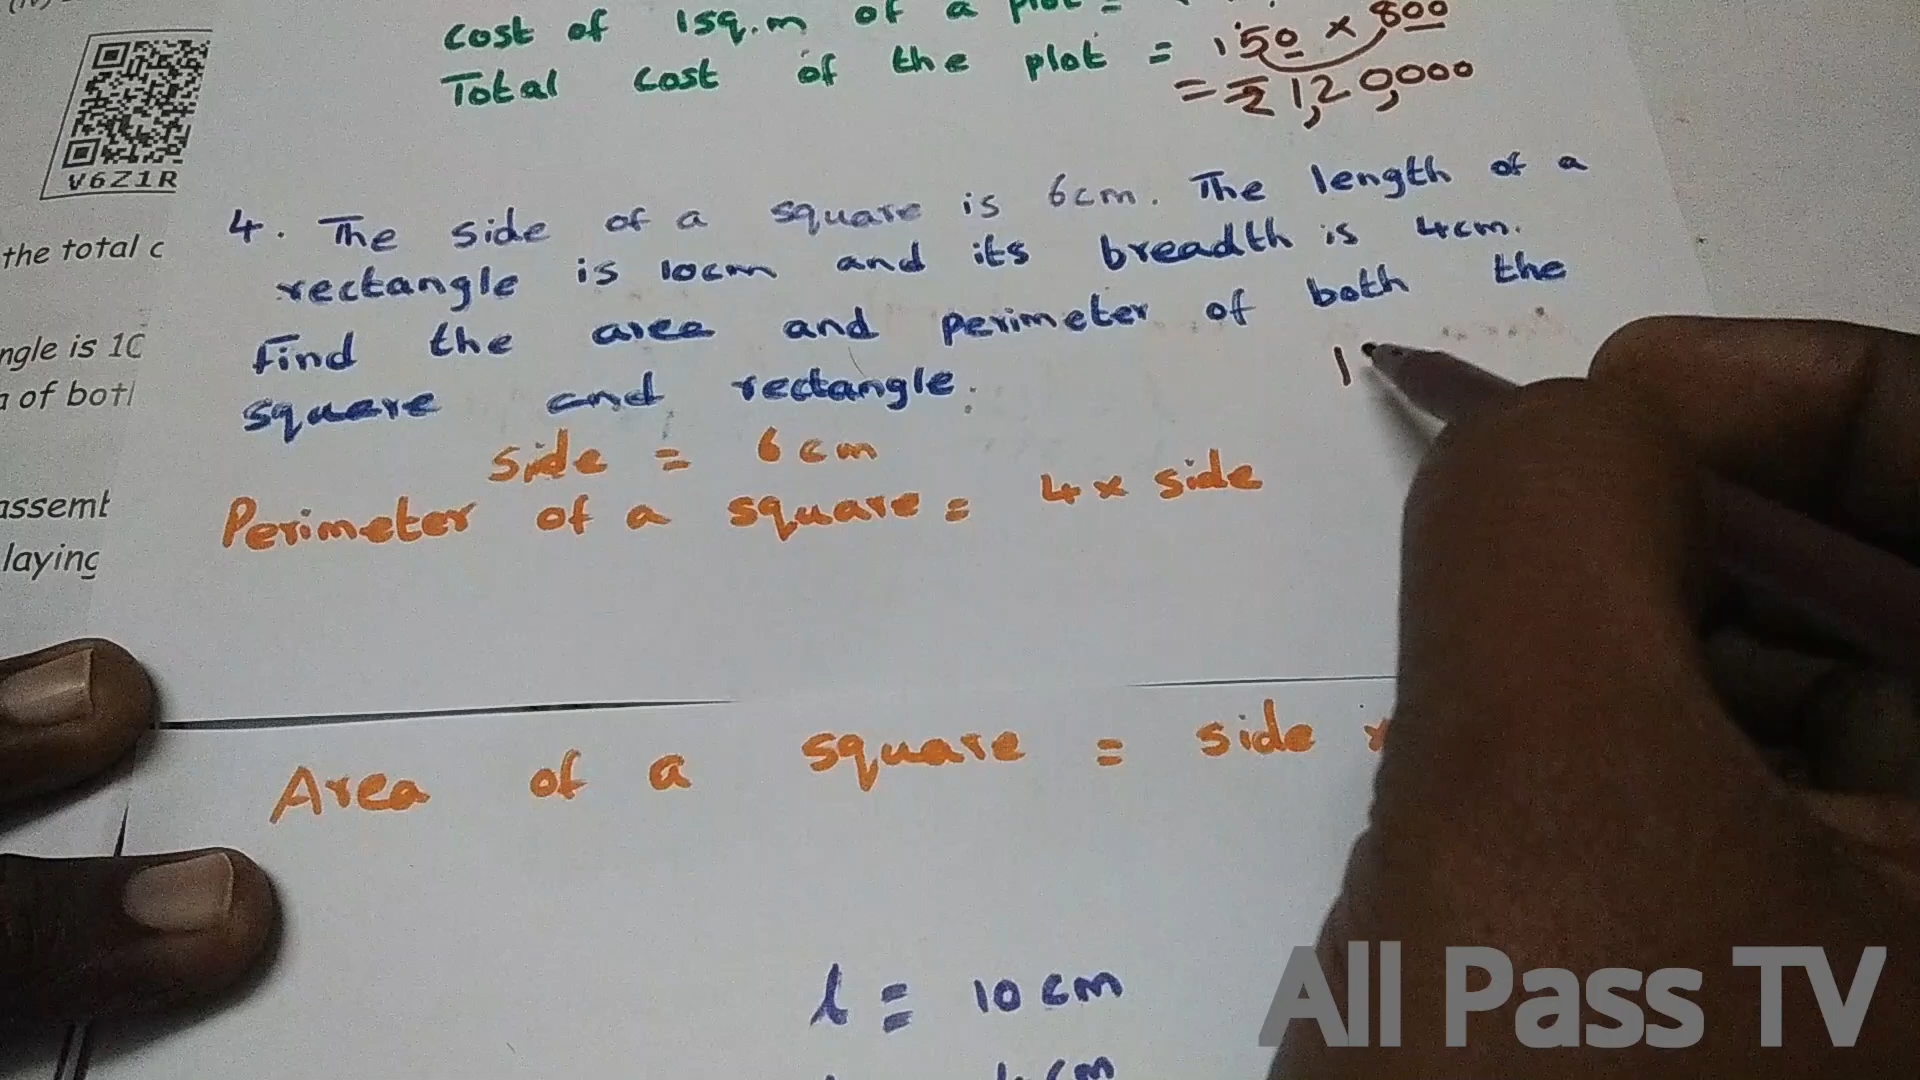 cost of 1sq.m of a plot =
Total cost of the plot = 150 × 800
= ₹ 1,20,000
V6Z1R
4. The side of a square is 6cm. The length of a
rectangle is 10cm and its breadth is 4cm.
Find the area and perimeter of both the
square and rectangle.
the total c
ngle is 10
of both
assemb
laying
side = 6cm
Perimeter of a square = 4 × side
Area of a square = side ×
l = 10cm
4cm
All Pass TV